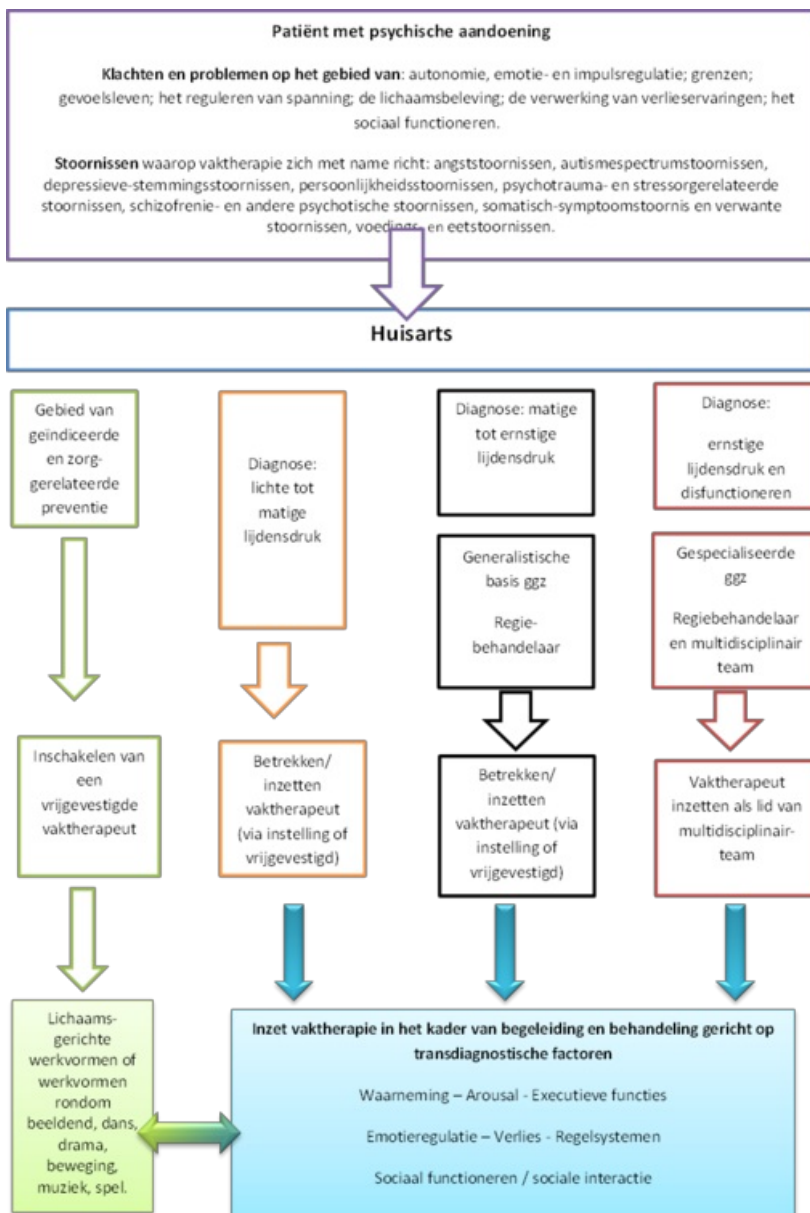 Patiënt met psychische aandoening
Klachten en problemen op het gebied van: autonomie, emotie- en impulsregulatie; grenzen;
gevoelsleven; het reguleren van spanning; de lichaamsbeleving; de verwerking van verlieservaringen; het
sociaal functioneren.
Stoornissen waarop vaktherapie zich met name richt: angststoornissen, autismespectrumstoornissen,
depressieve-stemmingsstoornissen, persoonlijkheidsstoornissen, psychotrauma- en stressorgerelateerde
stoornissen, schizofrenie- en andere psychotische stoornissen, somatisch-symptoomstoornis en verwante
stoornissen, voedings- en eetstoornissen.
Huisarts
Gebied van
geïndiceerde
en zorg-
gerelateerde
preventie
Diagnose:
lichte tot
matige
lijdensdruk
Diagnose: matige
tot ernstige
lijdensdruk
Diagnose:
ernstige
lijdensdruk en
disfunctioneren
Generalistische
basis ggz
Regie-
behandelaar
Gespecialiseerde
ggz
Regiebehandelaar
en multidisciplinair
team
Inschakelen van
een
vrijgevestigde
vaktherapeut
Betrekken/
inzetten
vaktherapeut
(via instelling of
vrijgevestigd)
Betrekken/
inzetten
vaktherapeut (via
instelling of
vrijgevestigd)
Vaktherapeut
inzetten als lid van
multidisciplinair-
team
Lichaams-
gerichte
werkvormen of
werkvormen
rondom
beeldend, dans,
drama,
beweging,
muziek, spel.
Inzet vaktherapie in het kader van begeleiding en behandeling gericht op
transdiagnostische factoren
Waarneming – Arousal - Executieve functies
Emotieregulatie – Verlies - Regelsystemen
Sociaal functioneren / sociale interactie